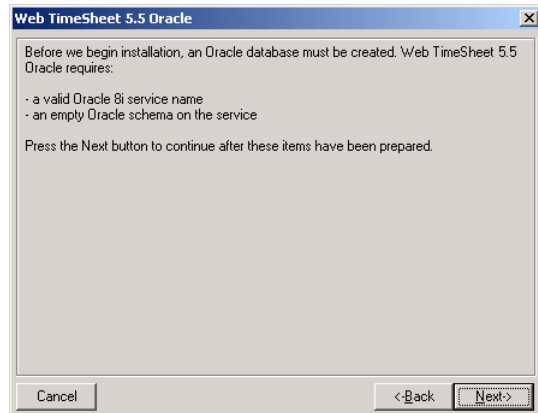 Web TimeSheet 5.5 Oracle
Before we begin installation, an Oracle database must be created. Web TimeSheet 5.5
Oracle requires:
- a valid Oracle 8i service name
- an empty Oracle schema on the service
Press the Next button to continue after these items have been prepared.
Cancel
<-Back
Next->